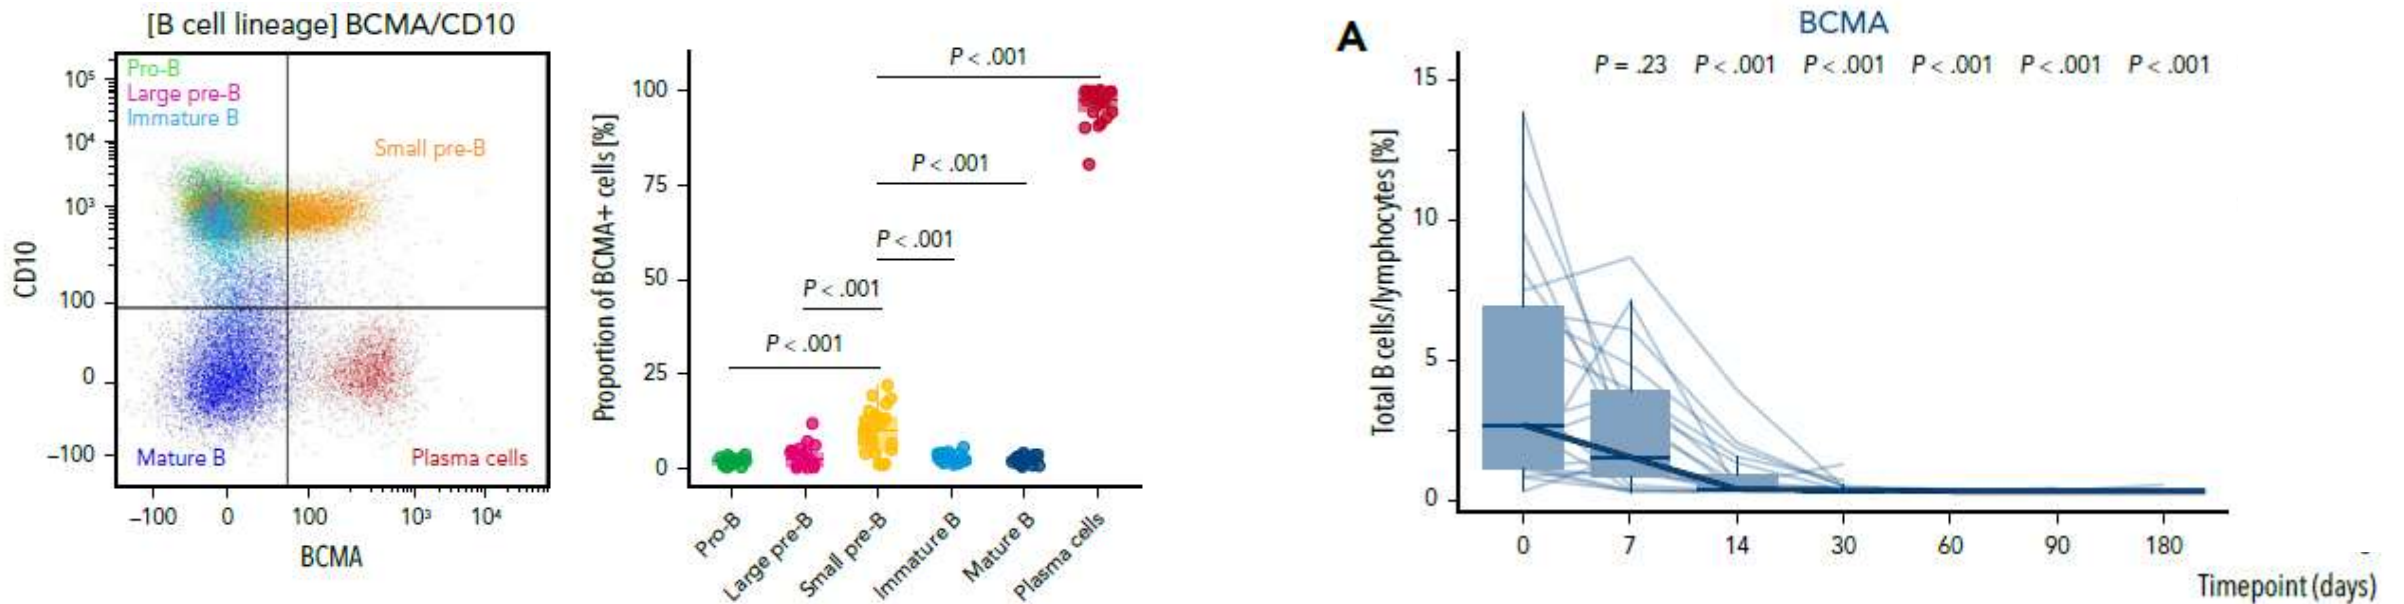 [B cell lineage] BCMA/CD10
Pro-B
Large pre-B
Immature B
Small pre-B
Mature B
Plasma cells
CD10
10⁵
10⁴
10³
100
0
–100
–100 0 100 10³ 10⁴
BCMA
Proportion of BCMA+ cells [%]
100
75
50
25
0
P < .001
P < .001
P < .001
P < .001
P < .001
Pro-B
Large pre-B
Small pre-B
Immature B
Mature B
Plasma cells
A
BCMA
P = .23 P < .001 P < .001 P < .001 P < .001 P < .001
Total B cells/lymphocytes [%]
15
10
5
0
0 7 14 30 60 90 180
Timepoint (days)